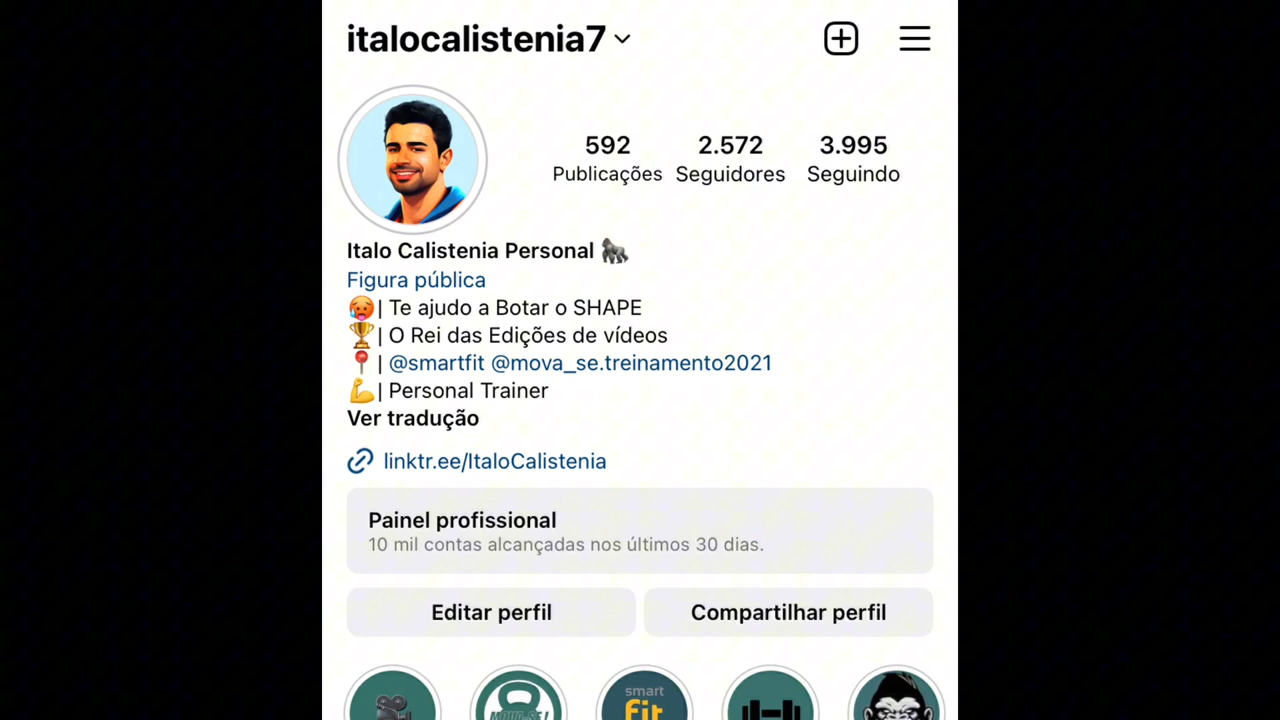 italocalistenia7
592 2.572 3.995
Publicações Seguidores Seguindo
Italo Calistenia Personal 🦍
Figura pública
🥵| Te ajudo a Botar o SHAPE
🏆| O Rei das Edições de vídeos
📍| @smartfit @mova_se.treinamento2021
💪| Personal Trainer
Ver tradução
linktr.ee/ItaloCalistenia
Painel profissional
10 mil contas alcançadas nos últimos 30 dias.
Editar perfil Compartilhar perfil
MOVA-SE! smart
fit